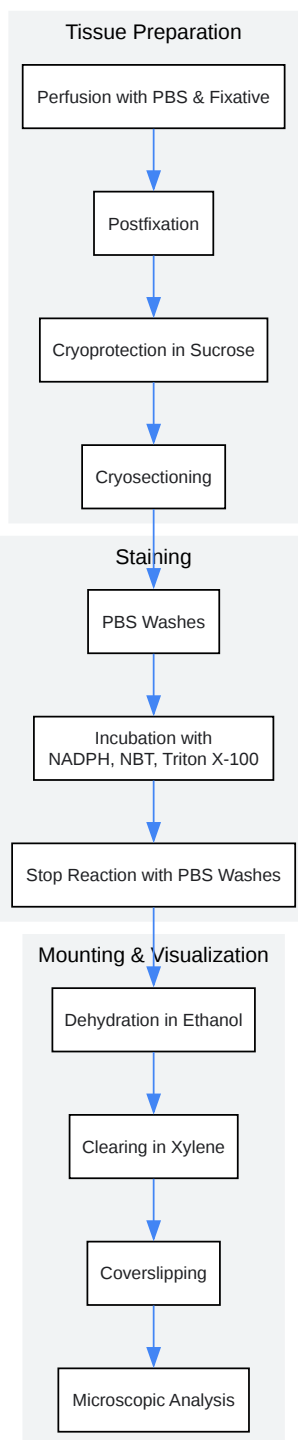 Tissue Preparation
Perfusion with PBS & Fixative
Postfixation
Cryoprotection in Sucrose
Cryosectioning
Staining
PBS Washes
Incubation with
NADPH, NBT, Triton X-100
Stop Reaction with PBS Washes
Mounting & Visualization
Dehydration in Ethanol
Clearing in Xylene
Coverslipping
Microscopic Analysis